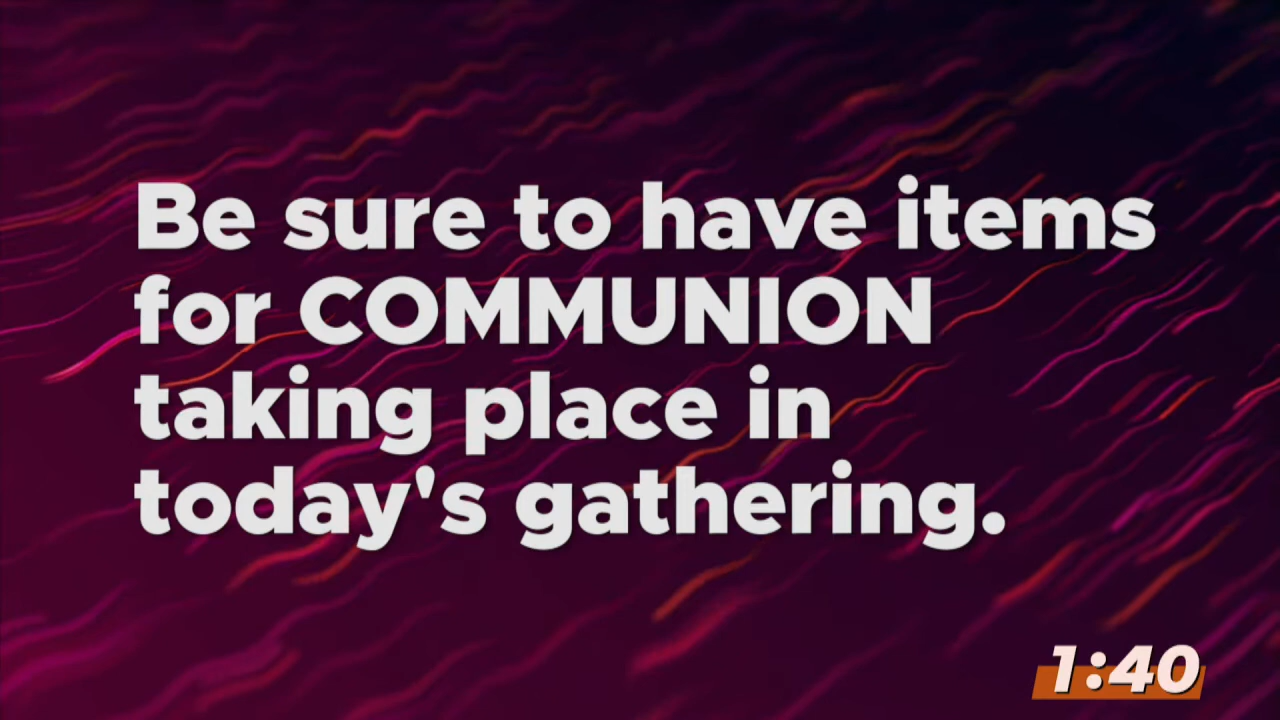 Be sure to have items
for COMMUNION
taking place in
today's gathering.
1:40